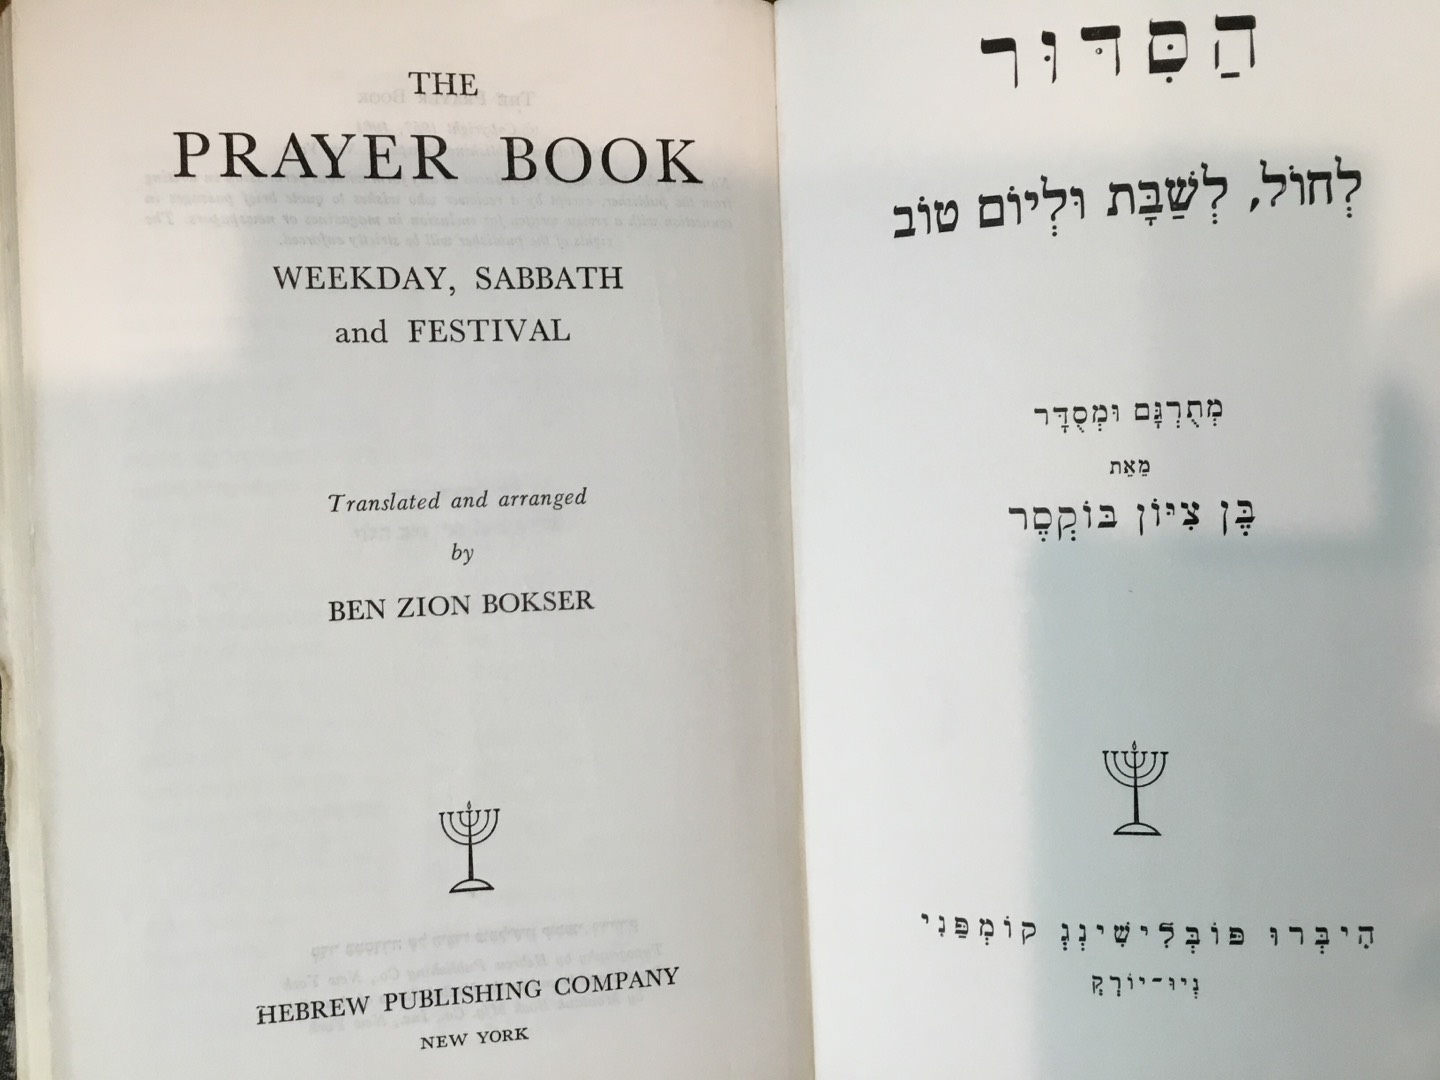 THE
PRAYER BOOK
WEEKDAY, SABBATH
and FESTIVAL
Translated and arranged
by
BEN ZION BOKSER
HEBREW PUBLISHING COMPANY
NEW YORK
הַסִּדּוּר
לְחוֹל, לְשַׁבָּת וּלְיוֹם טוֹב
מְתֻרְגָּם וּמְסֻדָּר
מֵאֵת
בֶּן צִיּוֹן בּוֹקְסֶר
הִיבְּרוּ פּוֹבְּלִישִׁינְג קוֹמְפַּנִי
נְיוּ־יוֹרְק